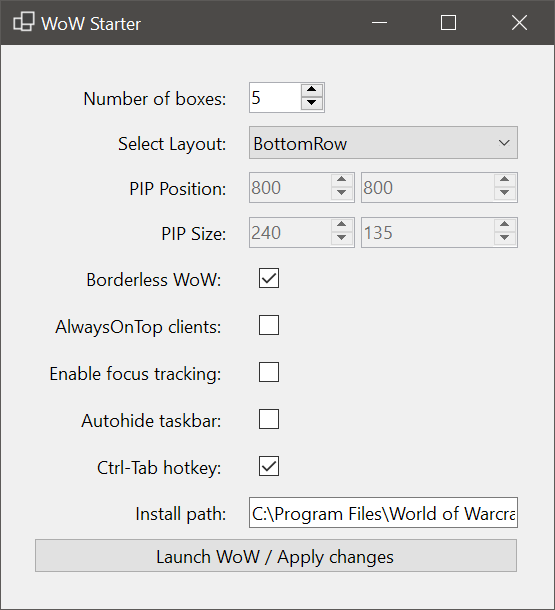 WoW Starter
Number of boxes: 5
Select Layout: BottomRow
PIP Position: 800 800
PIP Size: 240 135
Borderless WoW:
AlwaysOnTop clients:
Enable focus tracking:
Autohide taskbar:
Ctrl-Tab hotkey:
Install path: C:\Program Files\World of Warcra
Launch WoW / Apply changes